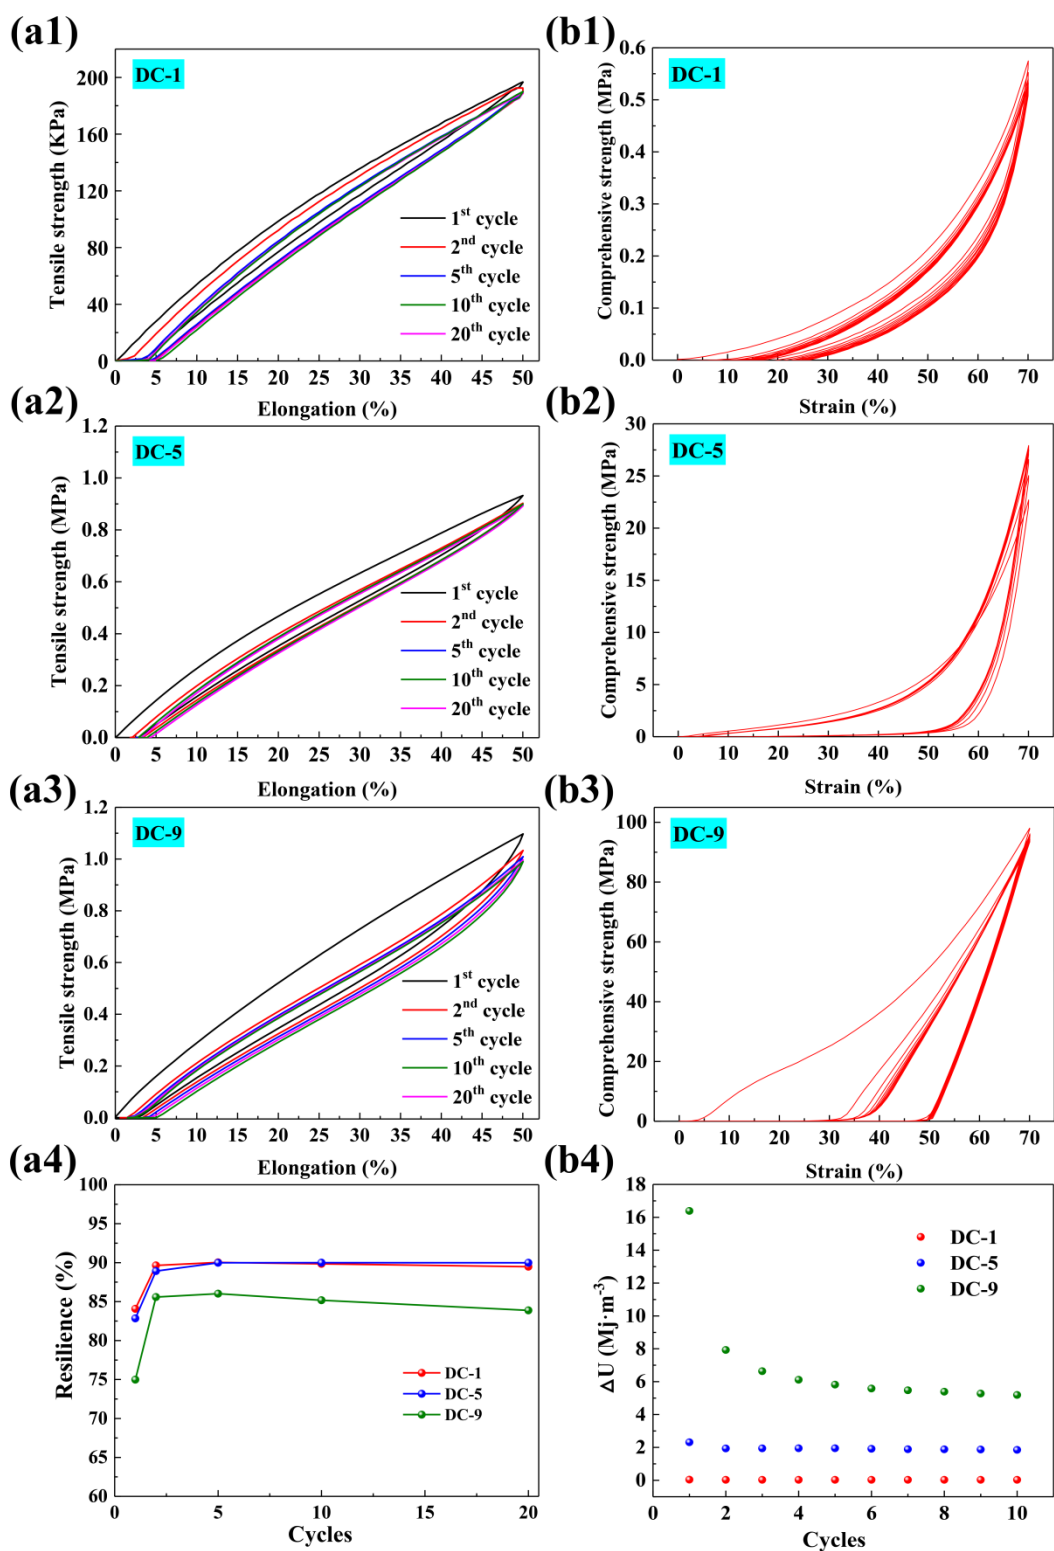 (a1)
DC-1
Tensile strength (KPa)
200
160
120
80
40
0
1st cycle
2nd cycle
5th cycle
10th cycle
20th cycle
0 5 10 15 20 25 30 35 40 45 50
Elongation (%)
(b1)
DC-1
Comprehensive strength (MPa)
0.6
0.5
0.4
0.3
0.2
0.1
0.0
0 10 20 30 40 50 60 70
Strain (%)
(a2)
DC-5
Tensile strength (MPa)
1.2
1.0
0.8
0.6
0.4
0.2
0.0
1st cycle
2nd cycle
5th cycle
10th cycle
20th cycle
0 5 10 15 20 25 30 35 40 45 50
Elongation (%)
(b2)
DC-5
Comprehensive strength (MPa)
30
25
20
15
10
5
0
0 10 20 30 40 50 60 70
Strain (%)
(a3)
DC-9
Tensile strength (MPa)
1.2
1.0
0.8
0.6
0.4
0.2
0.0
1st cycle
2nd cycle
5th cycle
10th cycle
20th cycle
0 5 10 15 20 25 30 35 40 45 50
Elongation (%)
(b3)
DC-9
Comprehensive strength (MPa)
100
80
60
40
20
0
0 10 20 30 40 50 60 70
Strain (%)
(a4)
Resilience (%)
100
95
90
85
80
75
70
65
60
DC-1
DC-5
DC-9
0 5 10 15 20
Cycles
(b4)
ΔU (Mj·m-3)
18
16
14
12
10
8
6
4
2
0
DC-1
DC-5
DC-9
0 2 4 6 8 10
Cycles